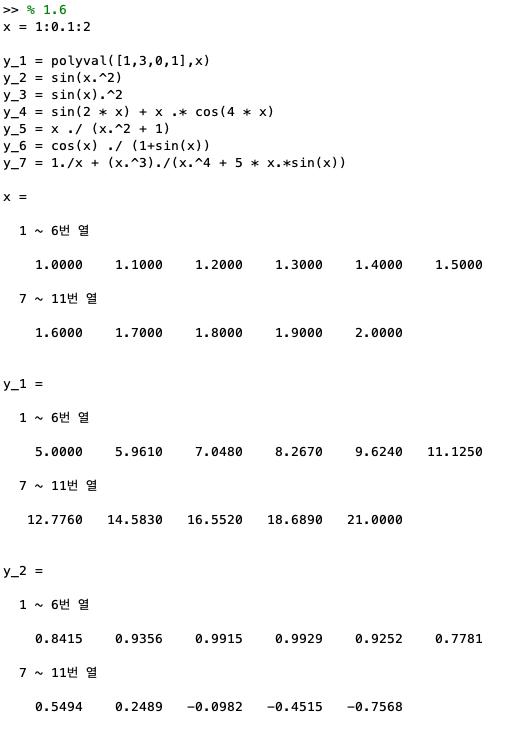 >> % 1.6
x = 1:0.1:2
y_1 = polyval([1,3,0,1],x)
y_2 = sin(x.^2)
y_3 = sin(x).^2
y_4 = sin(2 * x) + x .* cos(4 * x)
y_5 = x ./ (x.^2 + 1)
y_6 = cos(x) ./ (1+sin(x))
y_7 = 1./x + (x.^3)./(x.^4 + 5 * x.*sin(x))
x =
1 ~ 6번 열
1.0000 1.1000 1.2000 1.3000 1.4000 1.5000
7 ~ 11번 열
1.6000 1.7000 1.8000 1.9000 2.0000
y_1 =
1 ~ 6번 열
5.0000 5.9610 7.0480 8.2670 9.6240 11.1250
7 ~ 11번 열
12.7760 14.5830 16.5520 18.6890 21.0000
y_2 =
1 ~ 6번 열
0.8415 0.9356 0.9915 0.9929 0.9252 0.7781
7 ~ 11번 열
0.5494 0.2489 -0.0982 -0.4515 -0.7568